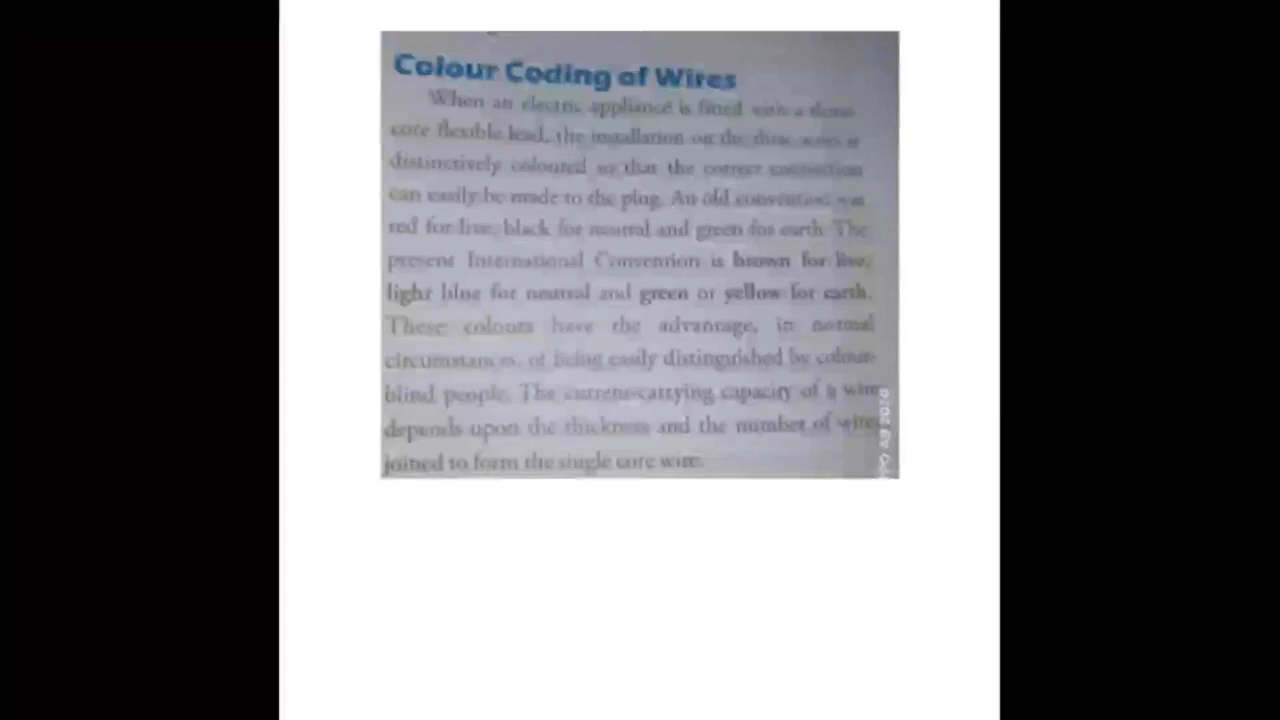 Colour Coding of Wires
When an electric appliance is fitted with a three
core flexible lead, the installation on the three wires is
distinctively coloured so that the correct connection
can easily be made to the plug. An old convention was
red for live, black for neutral and green for earth. The
present International Convention is brown for live,
light blue for neutral and green or yellow for earth.
These colours have the advantage, in normal
circumstances, of being easily distinguished by colour-
blind people. The current-carrying capacity of a wire
depends upon the thickness and the number of wires
joined to form the single core wire.